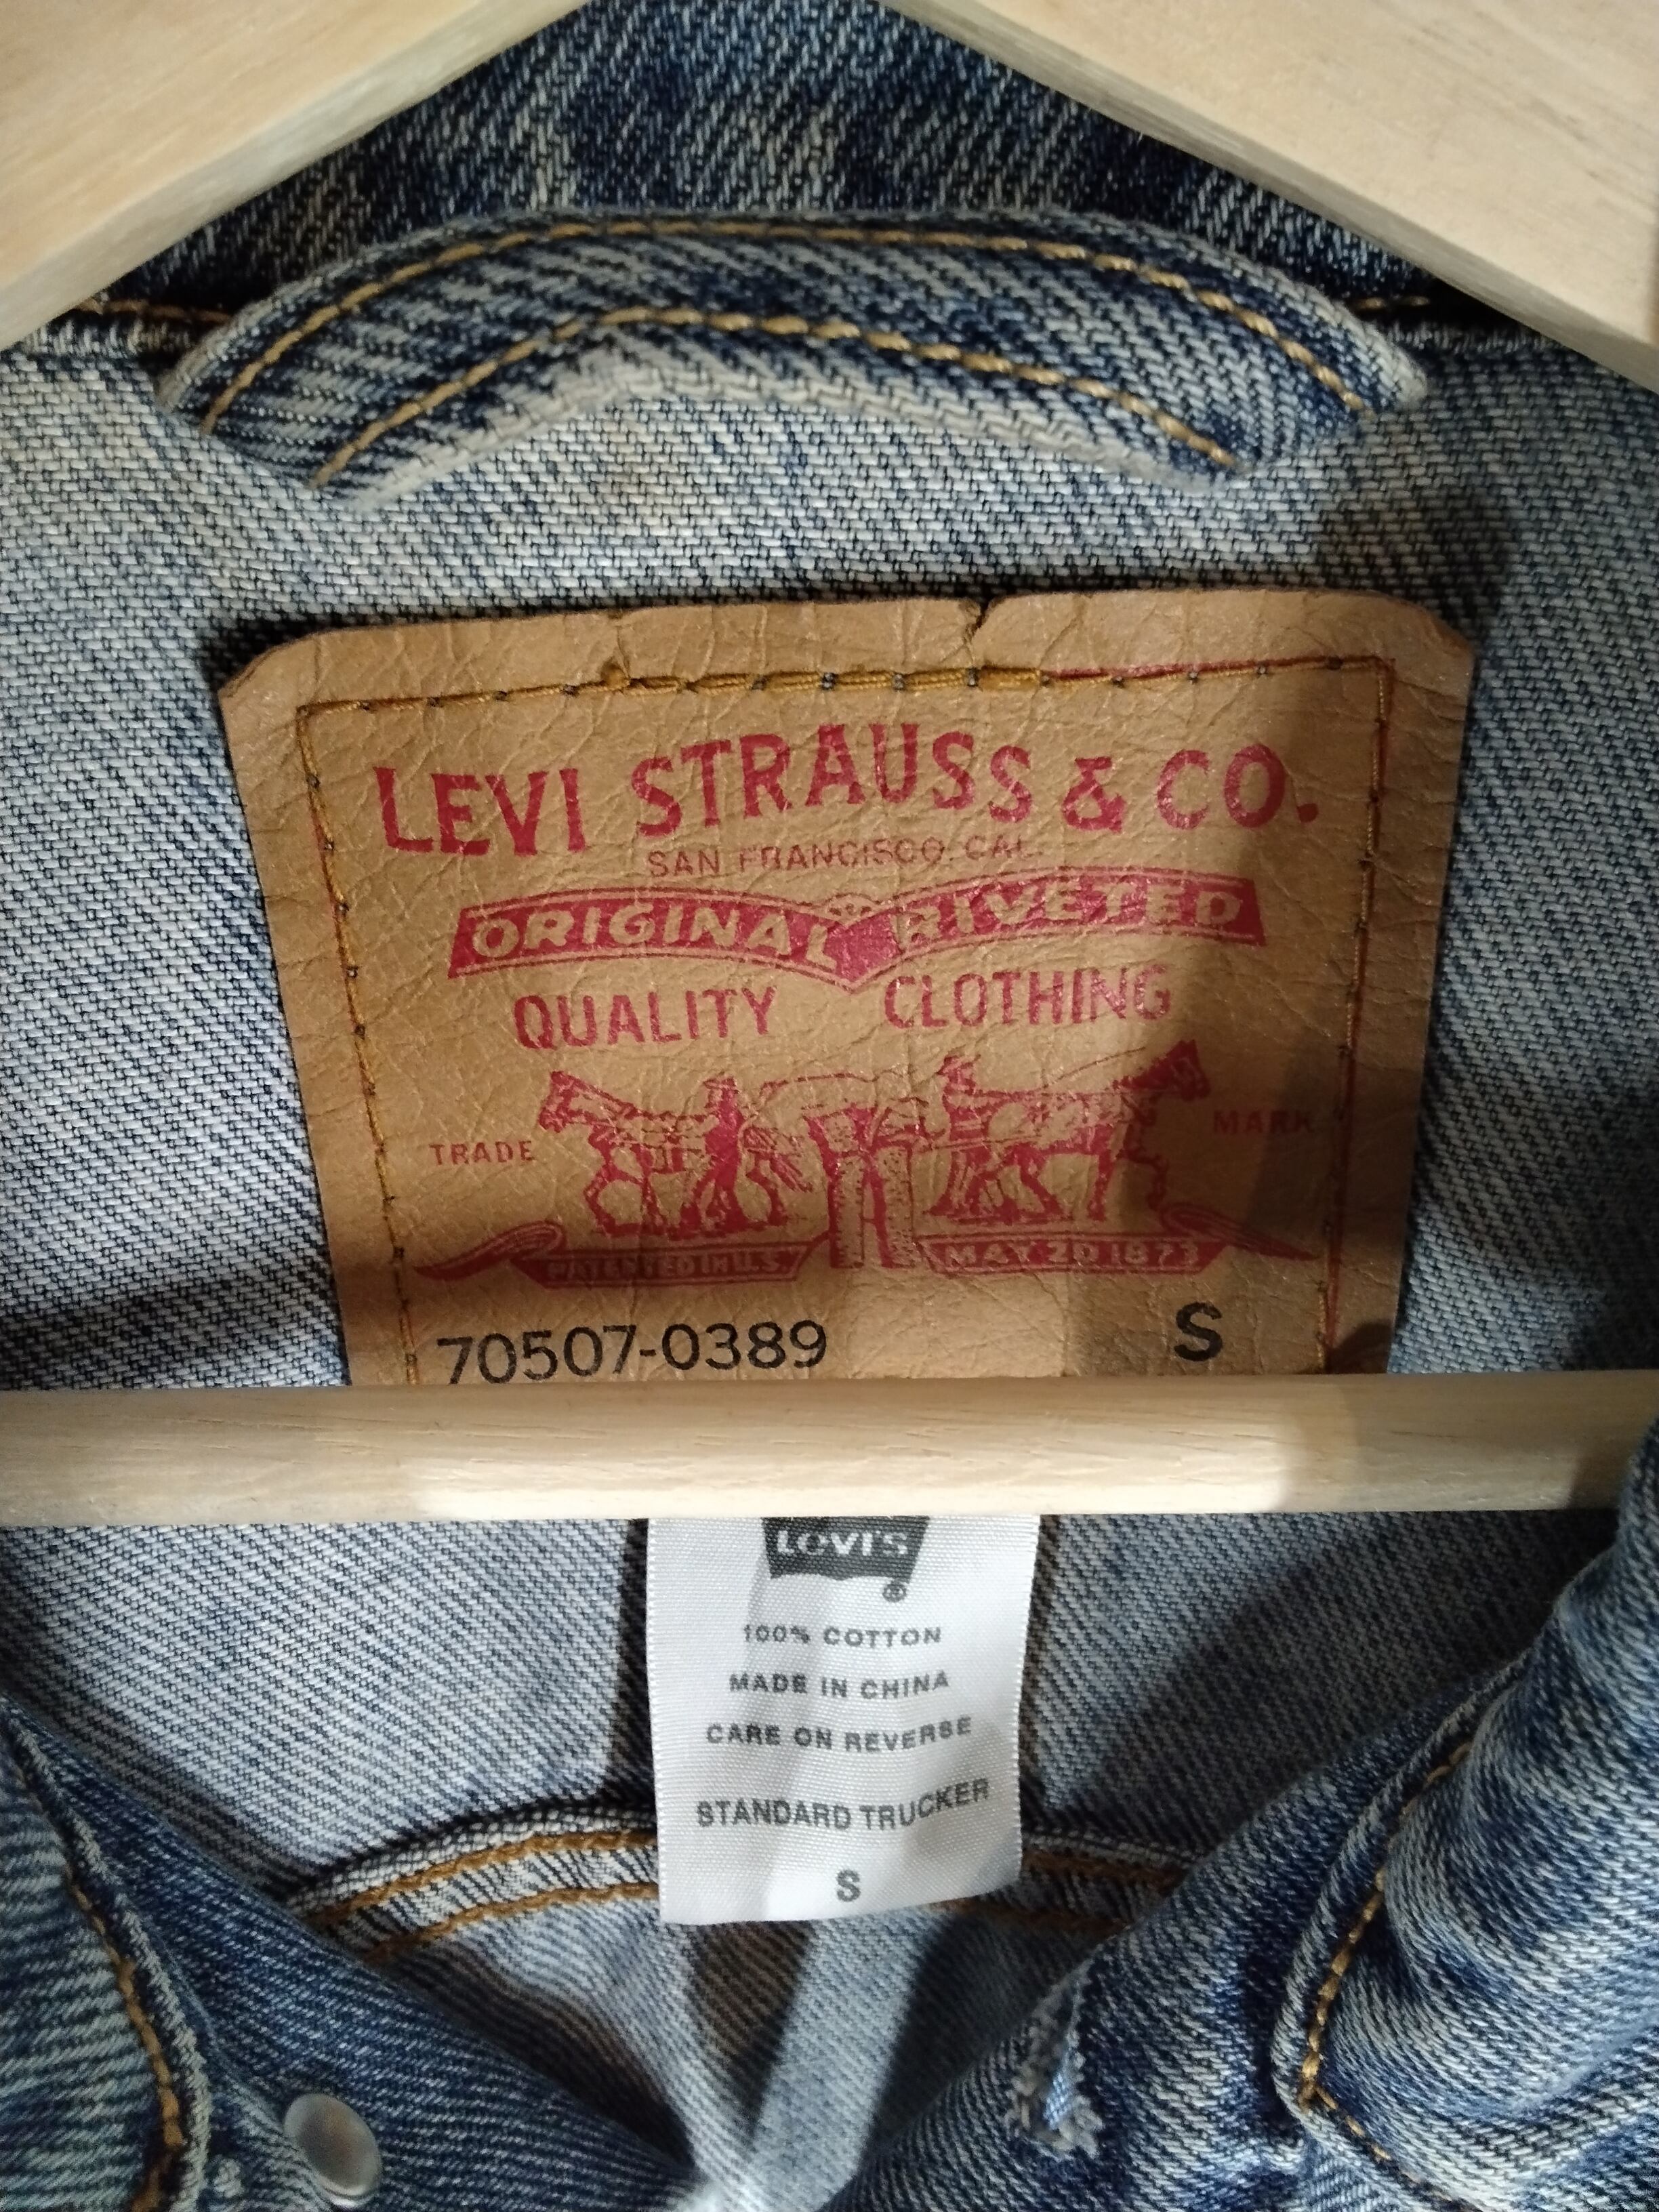 LEVI STRAUSS & CO.
SAN FRANCISCO, CAL.
ORIGINAL RIVETED
QUALITY CLOTHING
TRADE MARK
PATENTED IN U.S. MAY 20 1873
70507-0389 S
LEVI'S
®
100% COTTON
MADE IN CHINA
CARE ON REVERSE
STANDARD TRUCKER
S